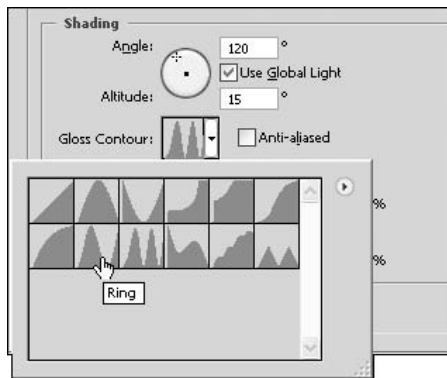 Shading
Angle: 120 °
Use Global Light
Altitude: 15 °
Gloss Contour: Anti-aliased
%
%
Ring